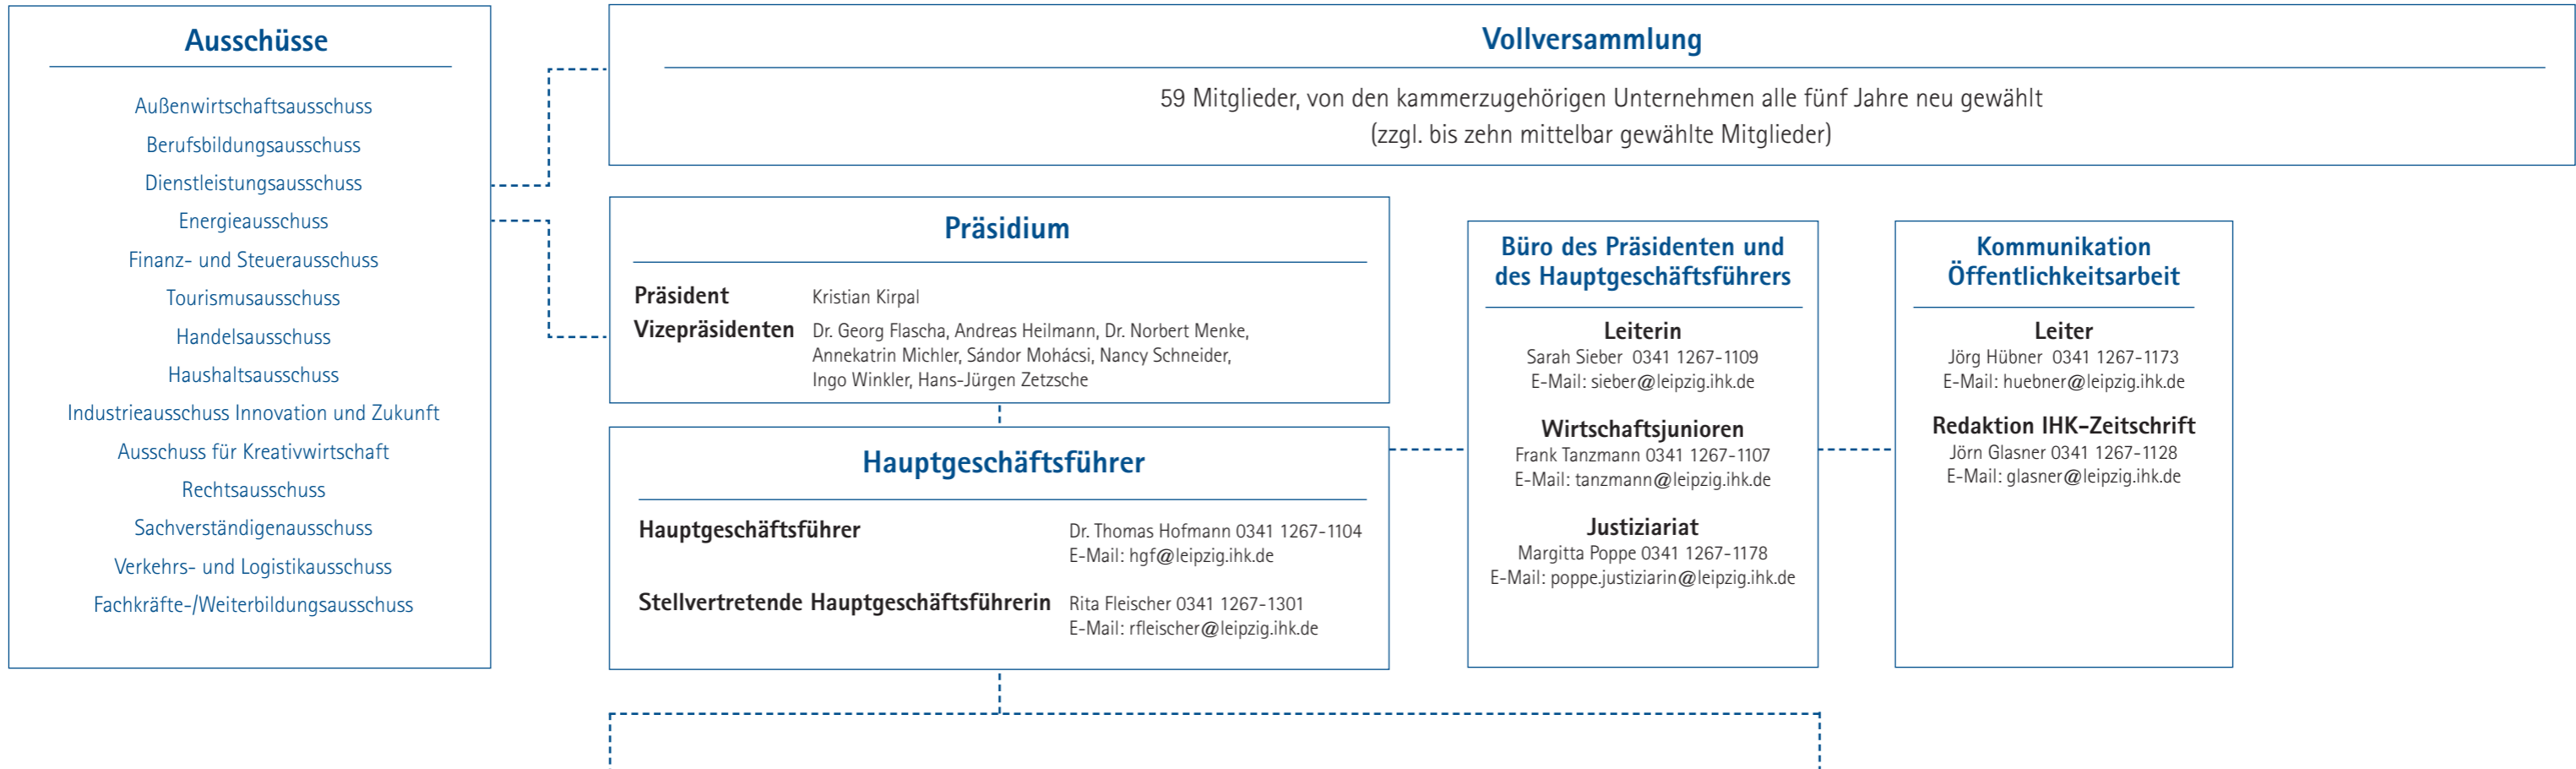 Ausschüsse
Außenwirtschaftsausschuss
Berufsbildungsausschuss
Dienstleistungsausschuss
Energieausschuss
Finanz- und Steuerausschuss
Tourismusausschuss
Handelsausschuss
Haushaltsausschuss
Industrieausschuss Innovation und Zukunft
Ausschuss für Kreativwirtschaft
Rechtsausschuss
Sachverständigenausschuss
Verkehrs- und Logistikausschuss
Fachkräfte-/Weiterbildungsausschuss
Vollversammlung
59 Mitglieder, von den kammerzugehörigen Unternehmen alle fünf Jahre neu gewählt
(zzgl. bis zehn mittelbar gewählte Mitglieder)
Präsidium
Präsident Kristian Kirpal
Vizepräsidenten Dr. Georg Flascha, Andreas Heilmann, Dr. Norbert Menke,
Annekatrin Michler, Sándor Mohácsi, Nancy Schneider,
Ingo Winkler, Hans-Jürgen Zetzsche
Hauptgeschäftsführer
Hauptgeschäftsführer Dr. Thomas Hofmann 0341 1267-1104
E-Mail: hgf@leipzig.ihk.de
Stellvertretende Hauptgeschäftsführerin Rita Fleischer 0341 1267-1301
E-Mail: rfleischer@leipzig.ihk.de
Büro des Präsidenten und
des Hauptgeschäftsführers
Leiterin
Sarah Sieber 0341 1267-1109
E-Mail: sieber@leipzig.ihk.de
Wirtschaftsjunioren
Frank Tanzmann 0341 1267-1107
E-Mail: tanzmann@leipzig.ihk.de
Justiziariat
Margitta Poppe 0341 1267-1178
E-Mail: poppe.justiziarin@leipzig.ihk.de
Kommunikation
Öffentlichkeitsarbeit
Leiter
Jörg Hübner 0341 1267-1173
E-Mail: huebner@leipzig.ihk.de
Redaktion IHK-Zeitschrift
Jörn Glasner 0341 1267-1128
E-Mail: glasner@leipzig.ihk.de